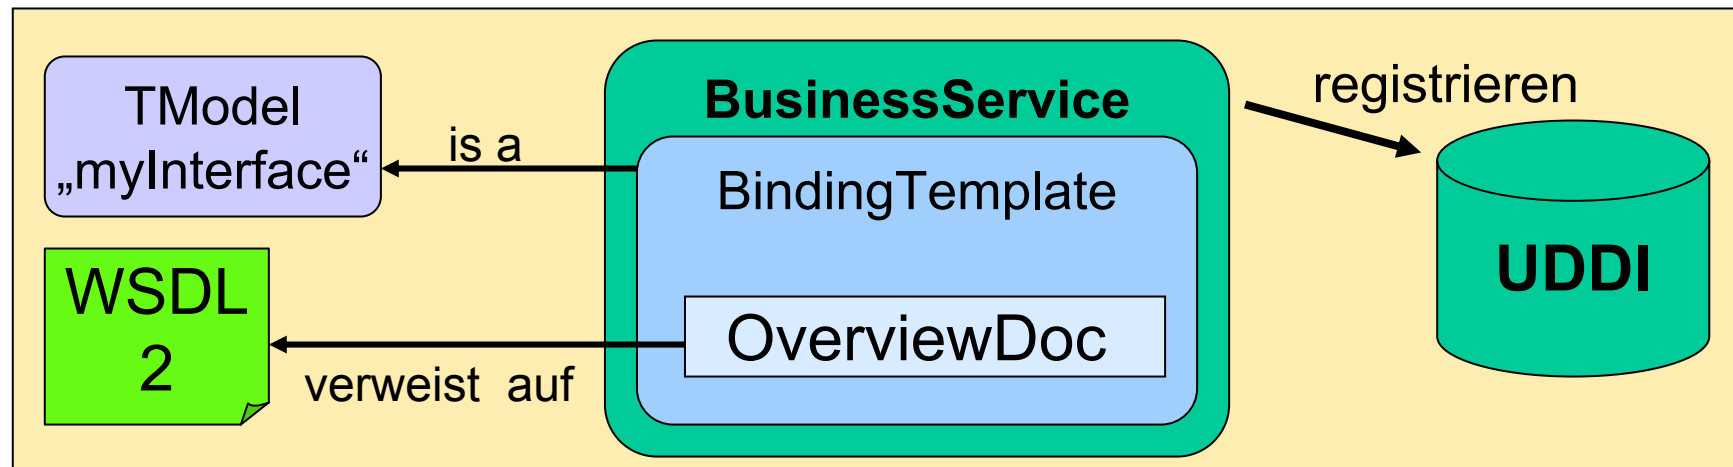 TModel
„myInterface“
is a
BusinessService
BindingTemplate
registrieren
UDDI
WSDL
2
verweist auf
OverviewDoc